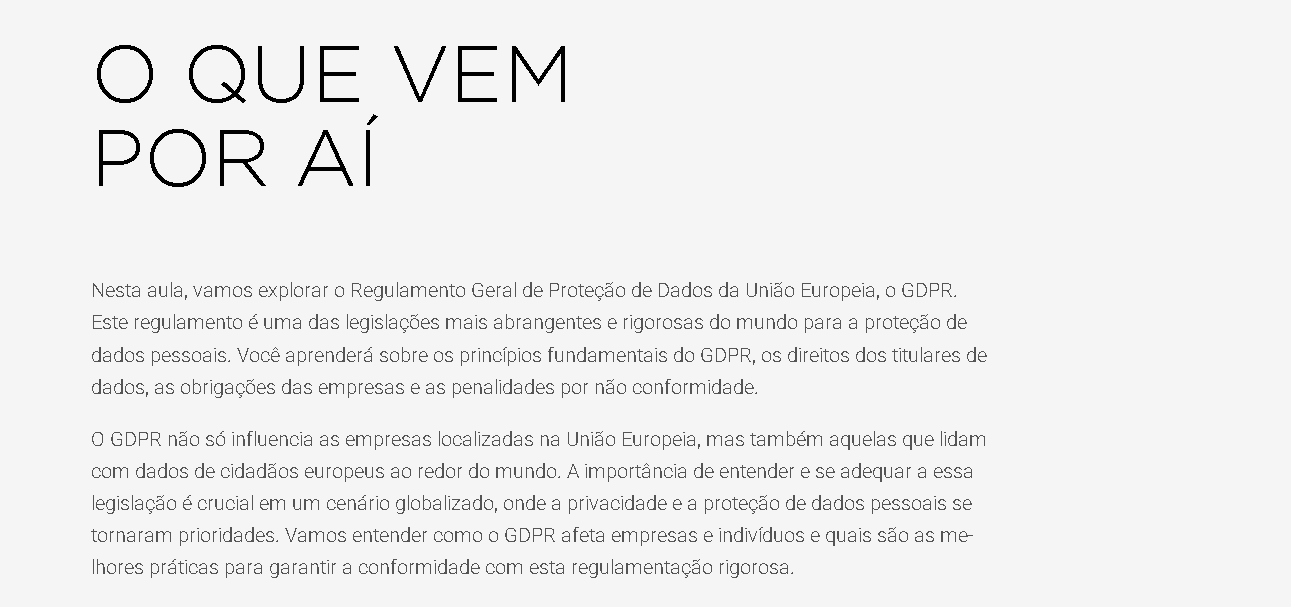 O QUE VEM
POR AÍ
Nesta aula, vamos explorar o Regulamento Geral de Proteção de Dados da União Europeia, o GDPR.
Este regulamento é uma das legislações mais abrangentes e rigorosas do mundo para a proteção de
dados pessoais. Você aprenderá sobre os princípios fundamentais do GDPR, os direitos dos titulares de
dados, as obrigações das empresas e as penalidades por não conformidade.
O GDPR não só influencia as empresas localizadas na União Europeia, mas também aquelas que lidam
com dados de cidadãos europeus ao redor do mundo. A importância de entender e se adequar a essa
legislação é crucial em um cenário globalizado, onde a privacidade e a proteção de dados pessoais se
tornaram prioridades. Vamos entender como o GDPR afeta empresas e indivíduos e quais são as me-
lhores práticas para garantir a conformidade com esta regulamentação rigorosa.